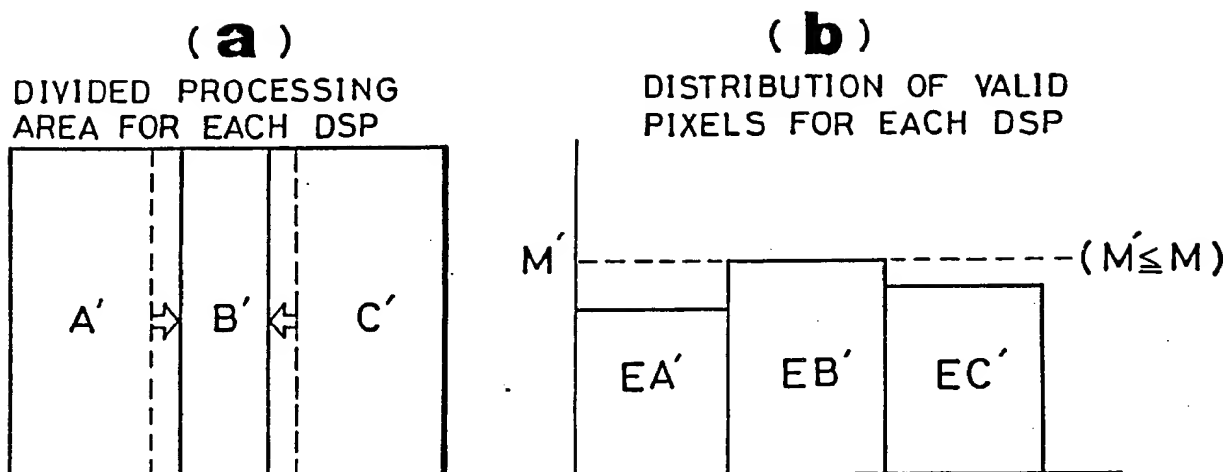 (a)
DIVIDED PROCESSING
AREA FOR EACH DSP
A′
B′
C′
(b)
DISTRIBUTION OF VALID
PIXELS FOR EACH DSP
M′
(M′≦M)
EA′
EB′
EC′